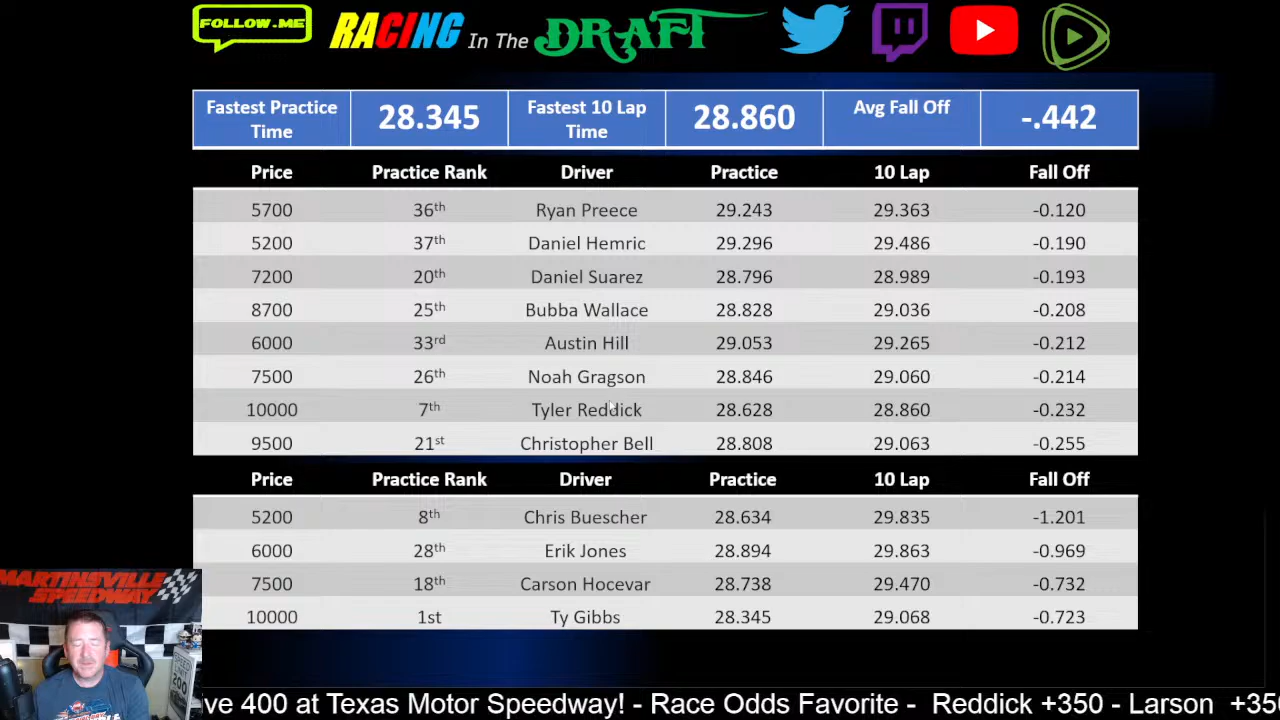 FOLLOW.ME RACING In The DRAFT
Fastest Practice Time 28.345 Fastest 10 Lap Time 28.860 Avg Fall Off -.442
Price Practice Rank Driver Practice 10 Lap Fall Off
5700 36th Ryan Preece 29.243 29.363 -0.120
5200 37th Daniel Hemric 29.296 29.486 -0.190
7200 20th Daniel Suarez 28.796 28.989 -0.193
8700 25th Bubba Wallace 28.828 29.036 -0.208
6000 33rd Austin Hill 29.053 29.265 -0.212
7500 26th Noah Gragson 28.846 29.060 -0.214
10000 7th Tyler Reddick 28.628 28.860 -0.232
9500 21st Christopher Bell 28.808 29.063 -0.255
Price Practice Rank Driver Practice 10 Lap Fall Off
5200 8th Chris Buescher 28.634 29.835 -1.201
6000 28th Erik Jones 28.894 29.863 -0.969
7500 18th Carson Hocevar 28.738 29.470 -0.732
10000 1st Ty Gibbs 28.345 29.068 -0.723
MARTINSVILLE
SPEEDWAY
ve 400 at Texas Motor Speedway! - Race Odds Favorite - Reddick +350 - Larson +350